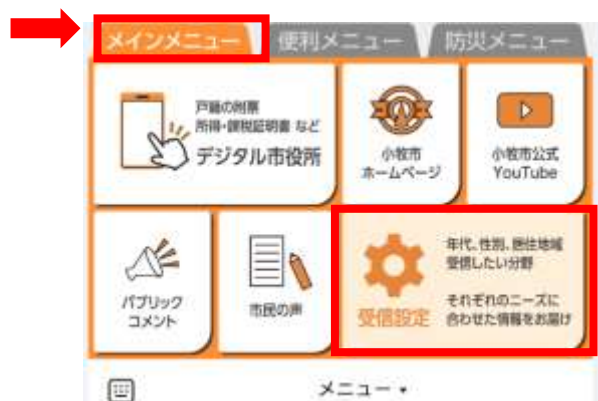 メインメニュー
便利メニュー
防災メニュー
戸籍の附票
所得・課税証明書 など
デジタル市役所
小牧市
ホームページ
小牧市公式
YouTube
パブリック
コメント
市民の声
受信設定
年代、性別、居住地域
受信したい分野
それぞれのニーズに
合わせた情報をお届け
メニュー